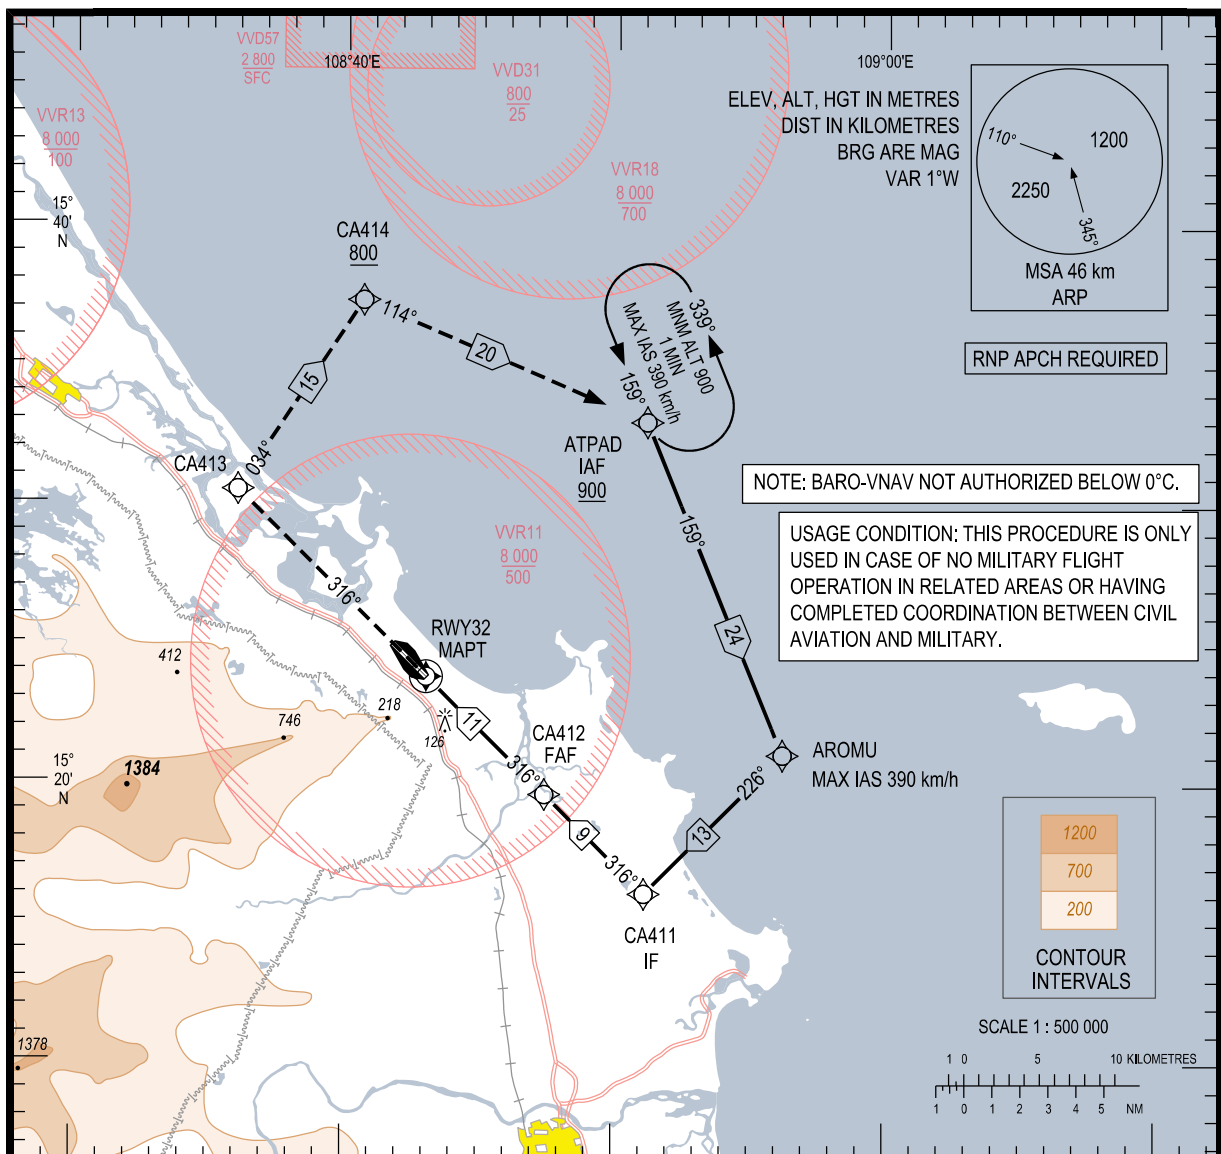 VVD57
2 800
SFC
108°40'E
VVD31
800
25
109°00'E
VVR13
8 000
100
VVR18
8 000
700
ELEV, ALT, HGT IN METRES
DIST IN KILOMETRES
BRG ARE MAG
VAR 1°W
110°
1200
2250
345°
MSA 46 km
ARP
RNP APCH REQUIRED
15°
40'
N
CA414
800
114°
20
15
034°
CA413
339°
MNM ALT 900
1 MIN
MAX IAS 390 km/h
159°
ATPAD
IAF
900
NOTE: BARO-VNAV NOT AUTHORIZED BELOW 0°C.
USAGE CONDITION: THIS PROCEDURE IS ONLY
USED IN CASE OF NO MILITARY FLIGHT
OPERATION IN RELATED AREAS OR HAVING
COMPLETED COORDINATION BETWEEN CIVIL
AVIATION AND MILITARY.
VVR11
8 000
500
159°
24
316°
RWY32
MAPT
412
746
218
126
11
CA412
FAF
316°
15°
20'
N
1384
AROMU
MAX IAS 390 km/h
226°
13
9
316°
CA411
IF
1200
700
200
CONTOUR
INTERVALS
1378
SCALE 1 : 500 000
1 0 5 10 KILOMETRES
1 0 1 2 3 4 5 NM